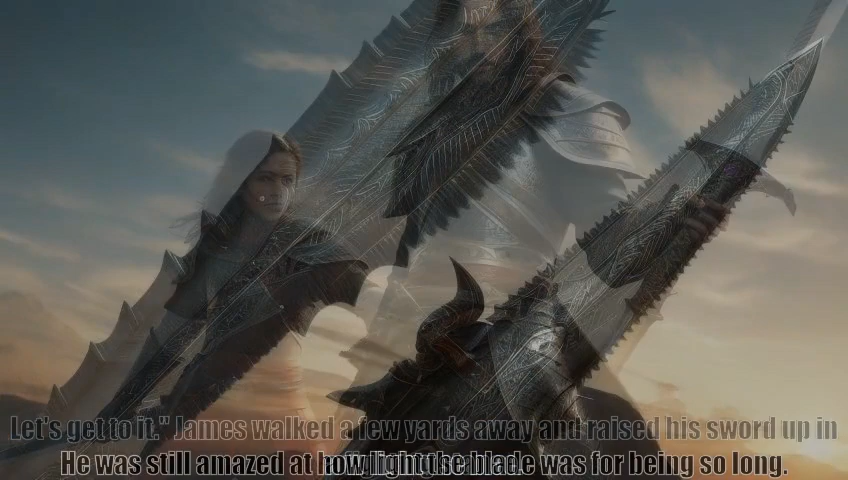 Let's get to it." James walked a few yards away and raised his sword up in
He was still amazed at how light the blade was for being so long.